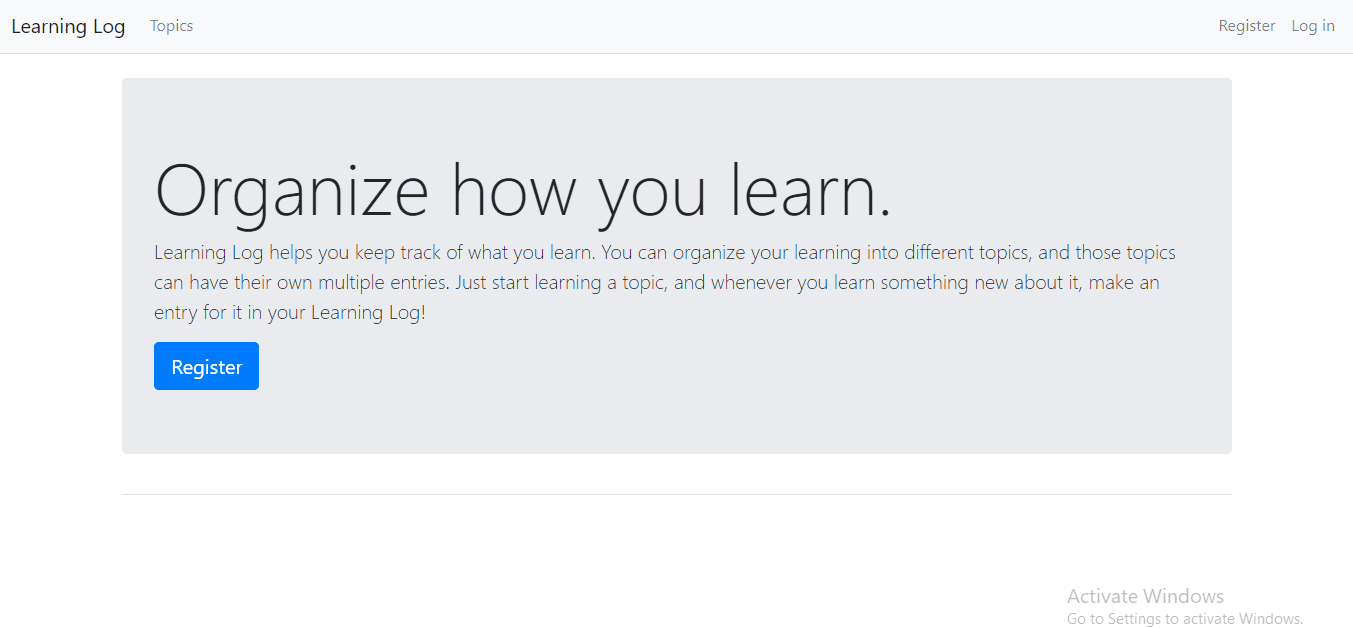 Learning Log Topics Register Log in
Organize how you learn.
Learning Log helps you keep track of what you learn. You can organize your learning into different topics, and those topics
can have their own multiple entries. Just start learning a topic, and whenever you learn something new about it, make an
entry for it in your Learning Log!
Register
Activate Windows
Go to Settings to activate Windows.